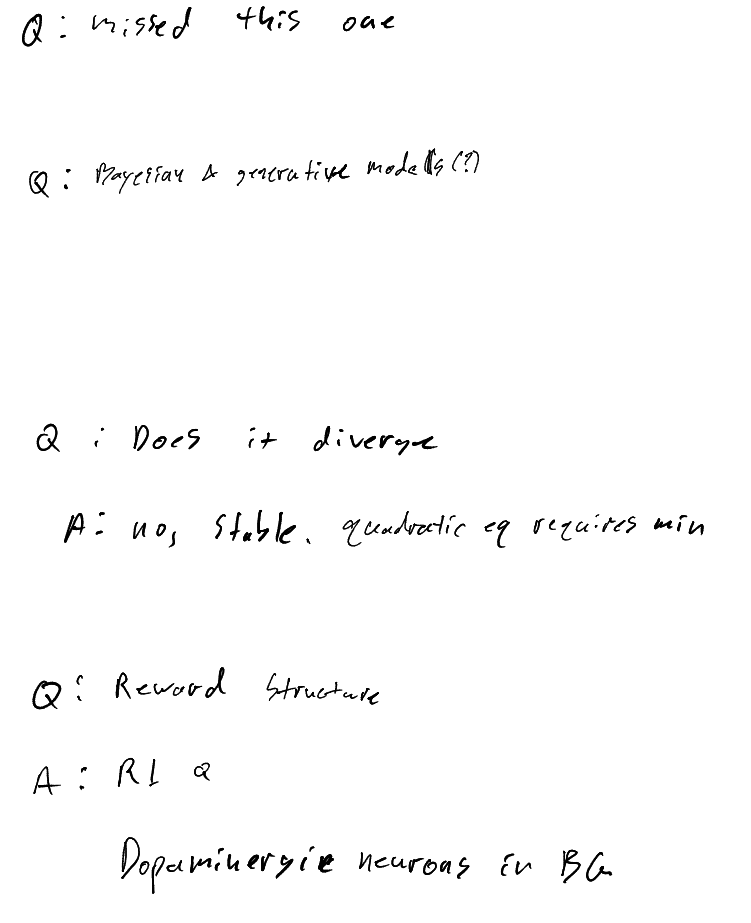 Q: missed this one
Q: Bayesian & generative models(?)
Q: Does it diverge
A: no, stable. quadratic eq requires min
Q: Reward structure
A: RL Q
Dopaminergic neurons in BG